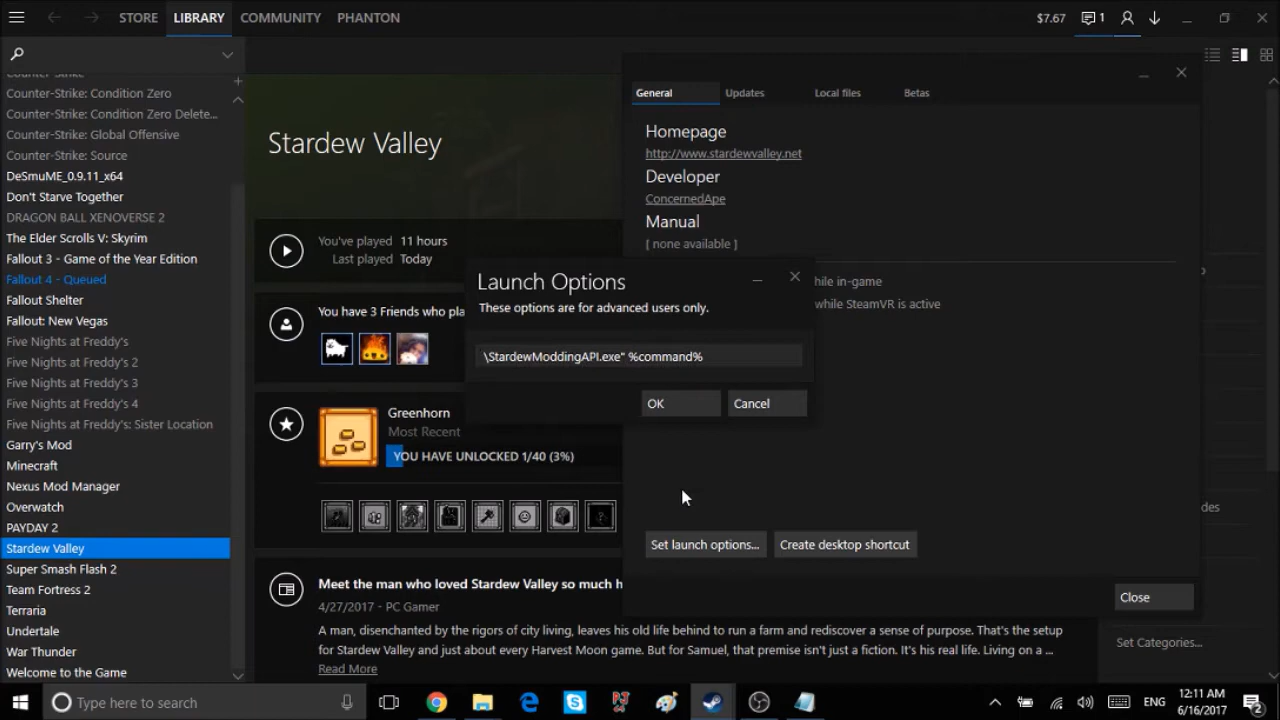 STORE LIBRARY COMMUNITY PHANTON $7.67 1
Counter-Strike
Counter-Strike: Condition Zero
Counter-Strike: Condition Zero Delete...
Counter-Strike: Global Offensive
Counter-Strike: Source
DeSmuME_0.9.11_x64
Don't Starve Together
DRAGON BALL XENOVERSE 2
The Elder Scrolls V: Skyrim
Fallout 3 - Game of the Year Edition
Fallout 4 - Queued
Fallout Shelter
Fallout: New Vegas
Five Nights at Freddy's
Five Nights at Freddy's 2
Five Nights at Freddy's 3
Five Nights at Freddy's 4
Five Nights at Freddy's: Sister Location
Garry's Mod
Minecraft
Nexus Mod Manager
Overwatch
PAYDAY 2
Stardew Valley
Super Smash Flash 2
Team Fortress 2
Terraria
Undertale
War Thunder
Welcome to the Game
Stardew Valley
You've played 11 hours
Last played Today
You have 3 Friends who pla
Greenhorn
Most Recent
YOU HAVE UNLOCKED 1/40 (3%)
Meet the man who loved Stardew Valley so much h
4/27/2017 - PC Gamer
A man, disenchanted by the rigors of city living, leaves his old life behind to run a farm and rediscover a sense of purpose. That's the setup
for Stardew Valley and just about every Harvest Moon game. But for Samuel, that premise isn't just a fiction. It's his real life. Living on a ...
Read More
General Updates Local files Betas
Homepage
http://www.stardewvalley.net
Developer
ConcernedApe
Manual
[ none available ]
hile in-game
while SteamVR is active
Launch Options
These options are for advanced users only.
\StardewModdingAPI.exe" %command%
OK Cancel
Set launch options... Create desktop shortcut
Close
des
Set Categories...
Type here to search
ENG 12:11 AM
6/16/2017 2